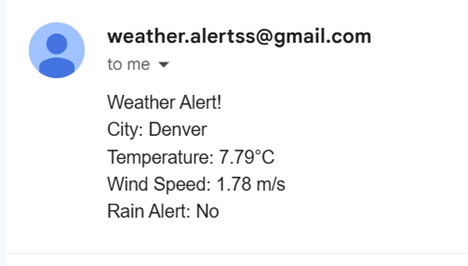 weather.alertss@gmail.com
to me
Weather Alert!
City: Denver
Temperature: 7.79°C
Wind Speed: 1.78 m/s
Rain Alert: No